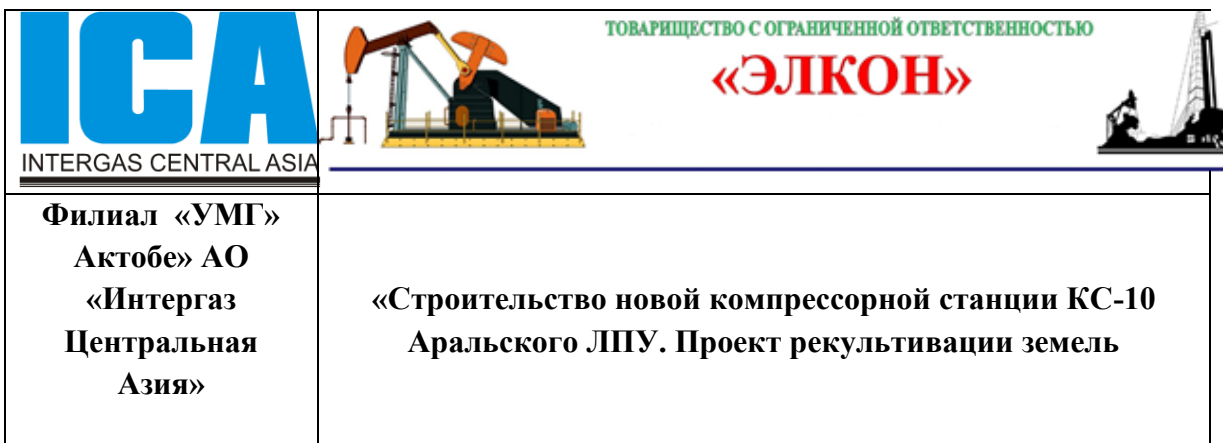 ICA
INTERGAS CENTRAL ASIA
ТОВАРИЩЕСТВО С ОГРАНИЧЕННОЙ ОТВЕТСТВЕННОСТЬЮ
«ЭЛКОН»
Филиал «УМГ»
Актобе» АО
«Интергаз
Центральная
Азия»
«Строительство новой компрессорной станции КС-10
Аральского ЛПУ. Проект рекультивации земель